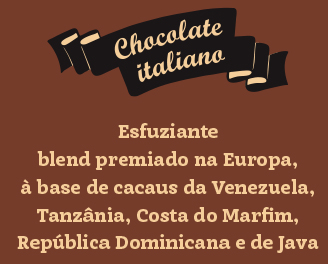 Chocolate
italiano
Esfuziante
blend premiado na Europa,
à base de cacaus da Venezuela,
Tanzânia, Costa do Marfim,
República Dominicana e de Java